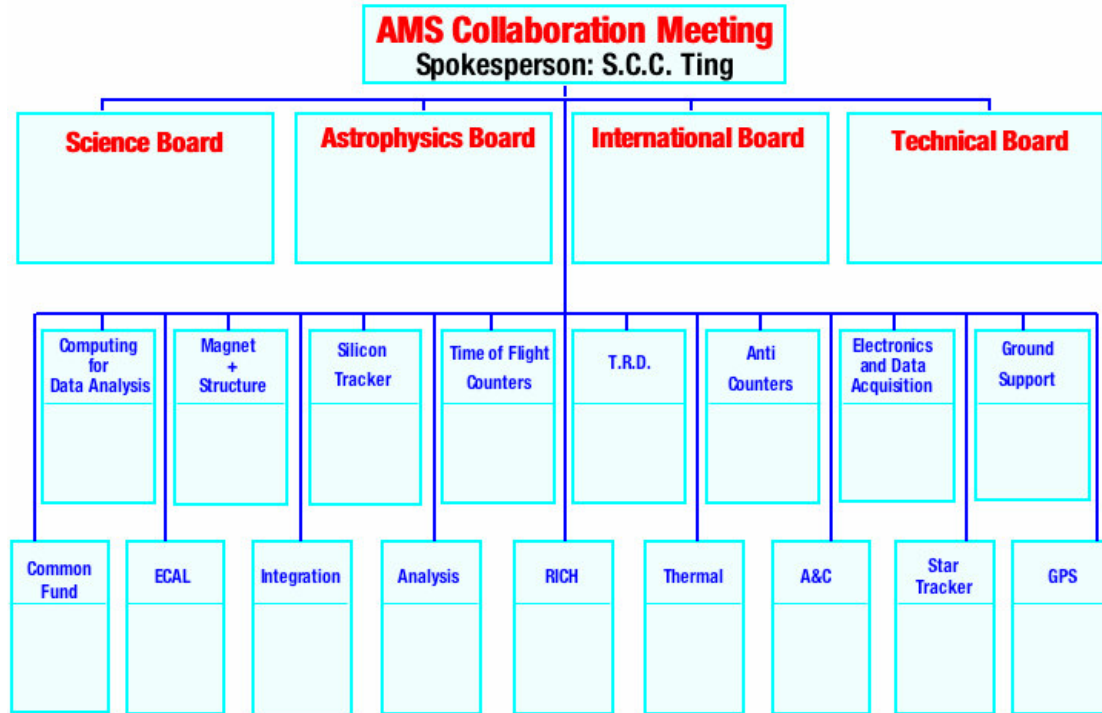 AMS Collaboration Meeting
Spokesperson: S.C.C. Ting
Science Board
Astrophysics Board
International Board
Technical Board
Computing
for
Data Analysis
Magnet
+
Structure
Silicon
Tracker
Time of Flight
Counters
T.R.D.
Anti
Counters
Electronics
and Data
Acquisition
Ground
Support
Common
Fund
ECAL
Integration
Analysis
RICH
Thermal
A&C
Star
Tracker
GPS